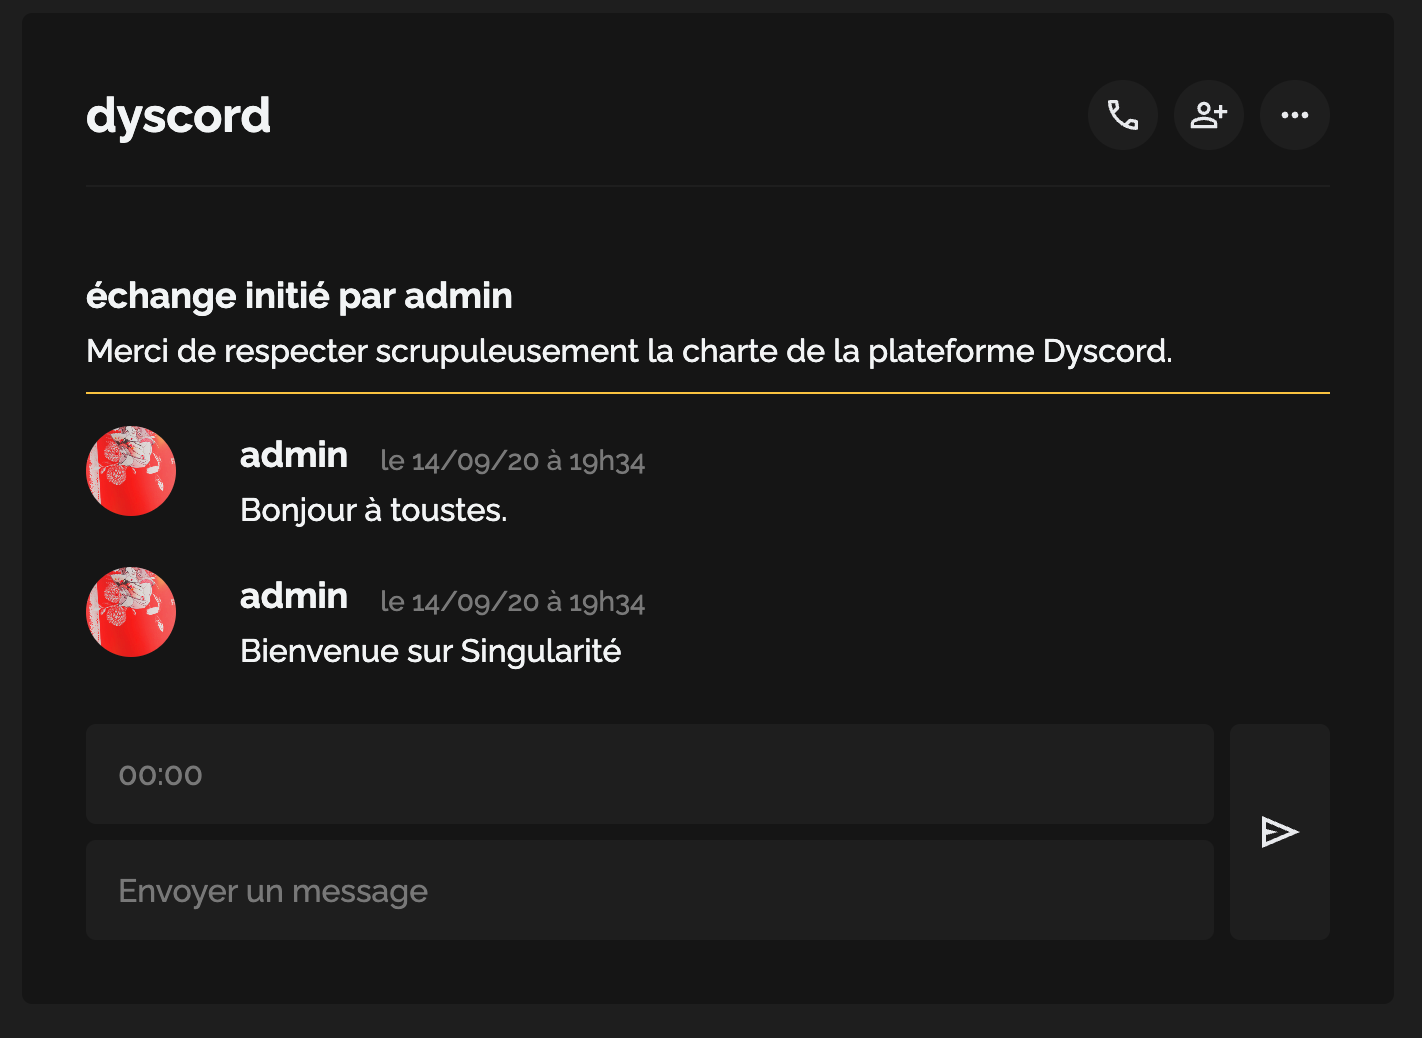 dyscord
échange initié par admin
Merci de respecter scrupuleusement la charte de la plateforme Dyscord.
admin le 14/09/20 à 19h34
Bonjour à toustes.
admin le 14/09/20 à 19h34
Bienvenue sur Singularité
00:00
Envoyer un message